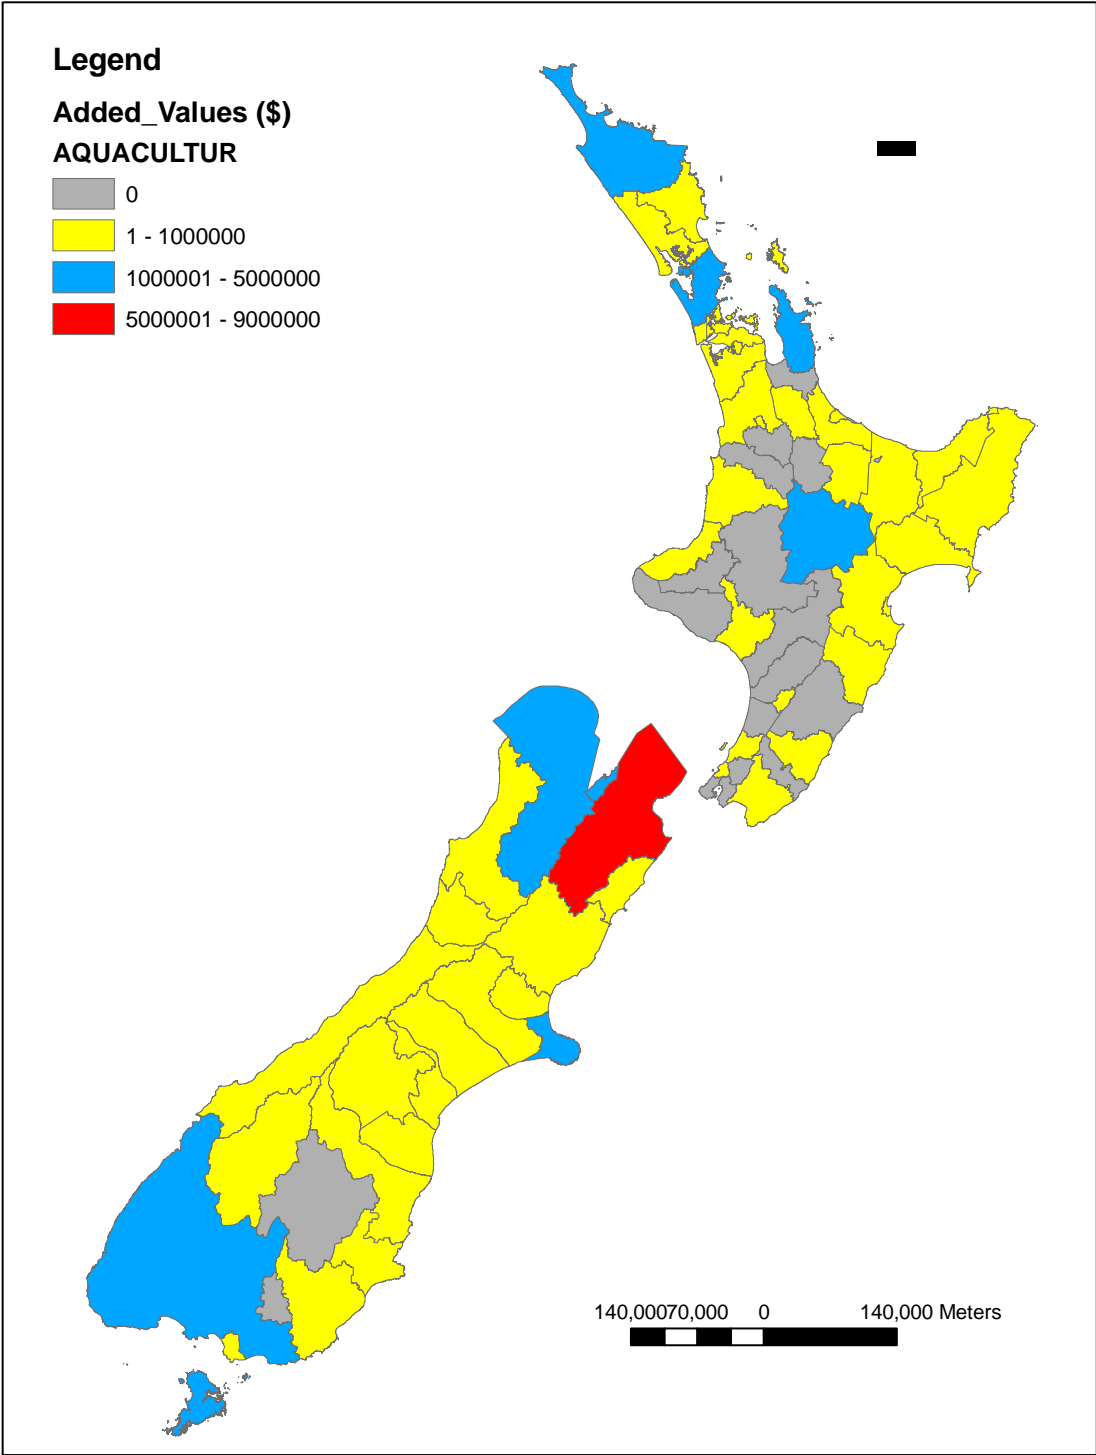 Legend
Added_Values ($)
AQUACULTUR
0
1 - 1000000
1000001 - 5000000
5000001 - 9000000
140,00070,000 0 140,000 Meters